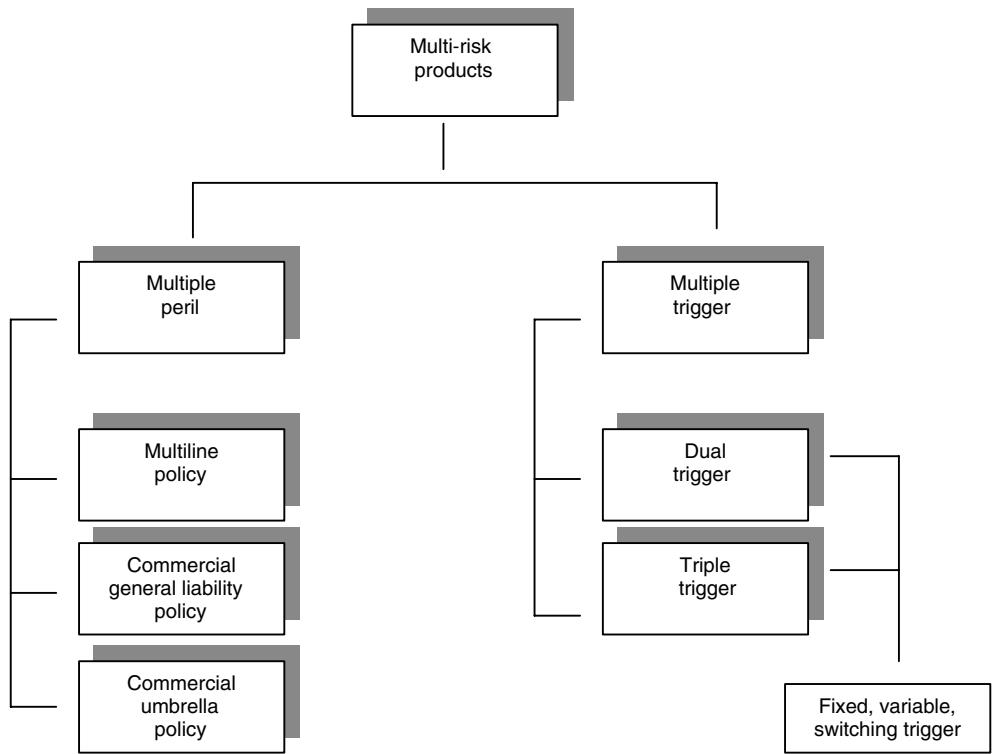 Multi-risk
products
Multiple
peril
Multiline
policy
Commercial
general liability
policy
Commercial
umbrella
policy
Multiple
trigger
Dual
trigger
Triple
trigger
Fixed, variable,
switching trigger